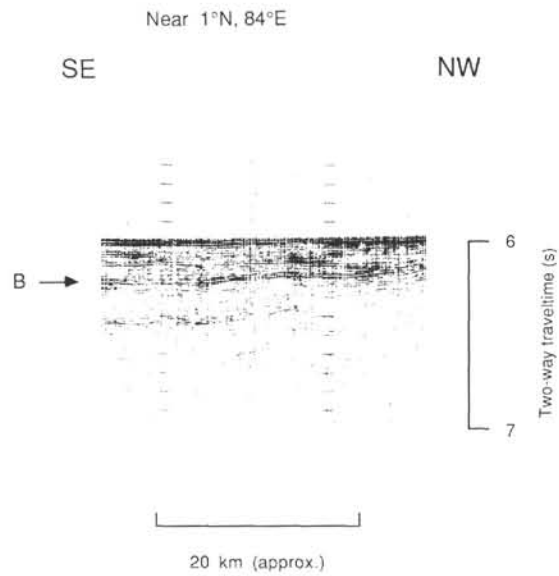 Near 1°N, 84°E
SE
NW
B
6
Two-way traveltime (s)
7
20 km (approx.)